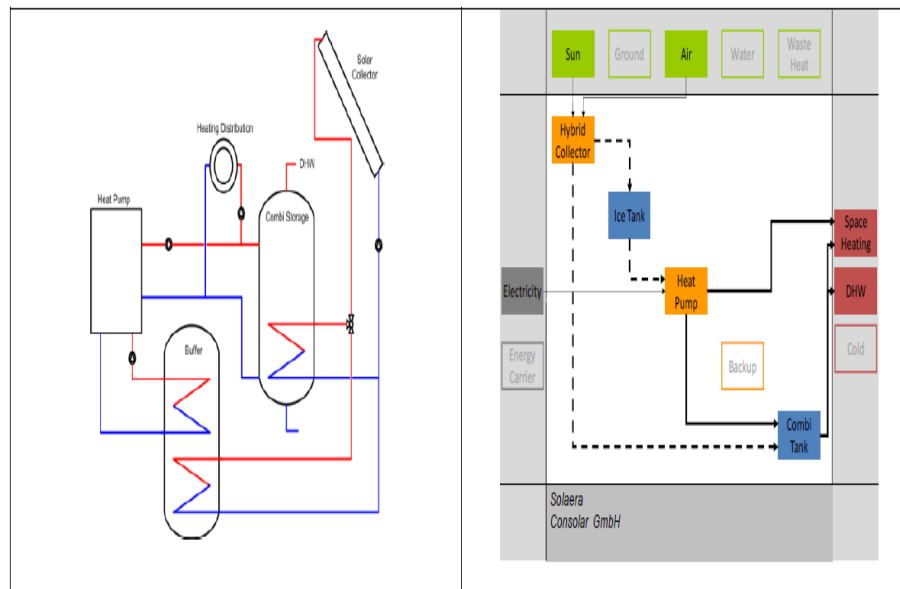 Solar
Collector
Heating Distribution
DHW
Heat Pump
Combi Storage
Buffer
Sun
Ground
Air
Water
Waste
Heat
Hybrid
Collector
Ice Tank
Space
Heating
Electricity
Heat
Pump
DHW
Energy
Carrier
Backup
Cold
Combi
Tank
Solaera
Consolar GmbH